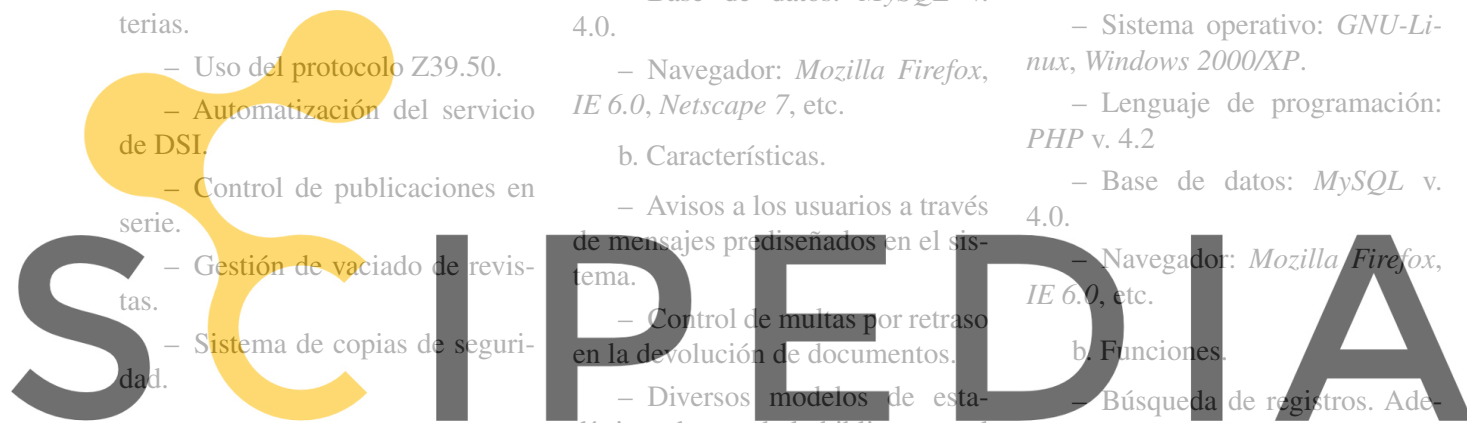 terias.
– Uso del protocolo Z39.50.
– Automatización del servicio
de DSI.
– Control de publicaciones en
serie.
– Gestión de vaciado de revis-
tas.
– Sistema de copias de seguri-
dad.
4.0.
– Navegador: Mozilla Firefox,
IE 6.0, Netscape 7, etc.
b. Características.
– Avisos a los usuarios a través
de mensajes prediseñados en el sis-
tema.
– Control de multas por retraso
en la devolución de documentos.
– Diversos modelos de esta-
– Sistema operativo: GNU-Li-
nux, Windows 2000/XP.
– Lenguaje de programación:
PHP v. 4.2
– Base de datos: MySQL v.
4.0.
– Navegador: Mozilla Firefox,
IE 6.0, etc.
b. Funciones.
– Búsqueda de registros. Ade-
SCIPEDIA